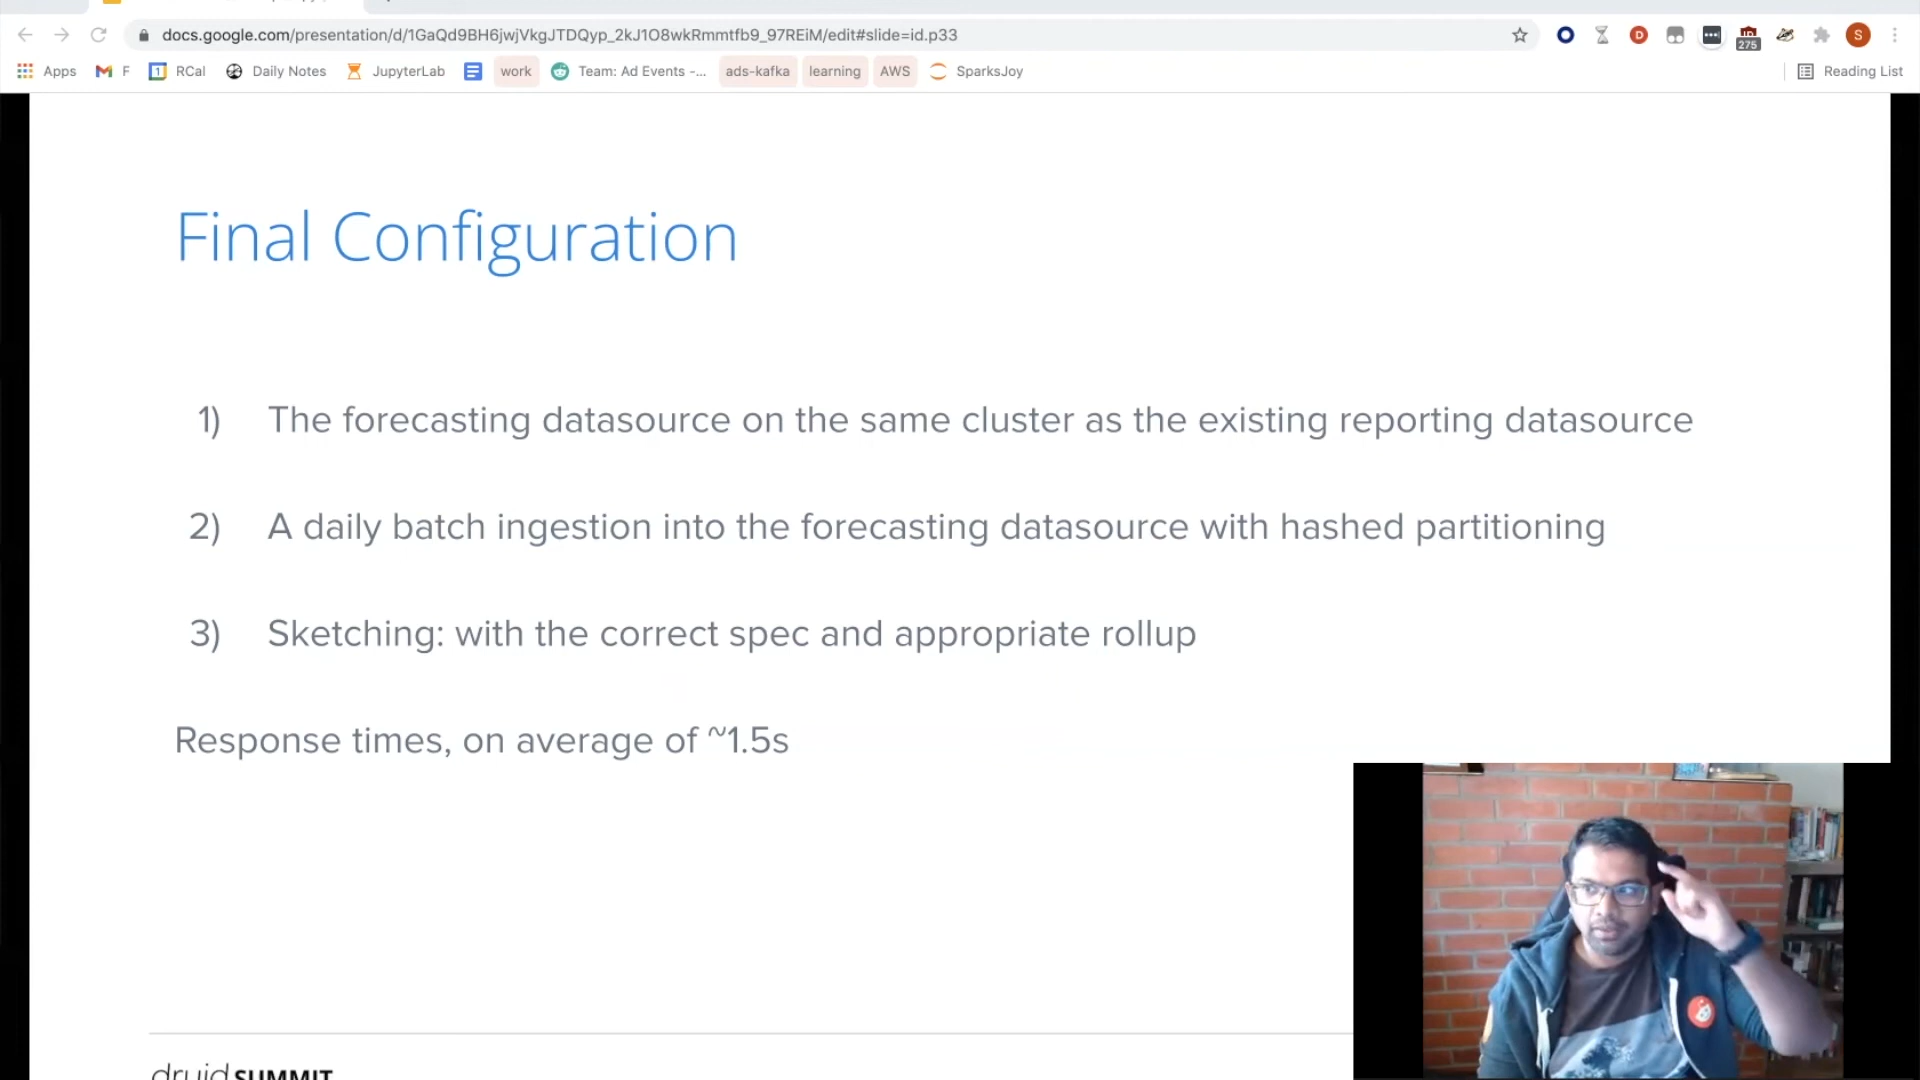 docs.google.com/presentation/d/1GaQd9BH6jwjVkgJTDQyp_2kJ1O8wkRmmtfb9_97REiM/edit#slide=id.p33
D
275
S
Apps F 1 RCal Daily Notes JupyterLab work Team: Ad Events -... ads-kafka learning AWS SparksJoy Reading List
Final Configuration
1) The forecasting datasource on the same cluster as the existing reporting datasource
2) A daily batch ingestion into the forecasting datasource with hashed partitioning
3) Sketching: with the correct spec and appropriate rollup
Response times, on average of ~1.5s
druid SUMMIT